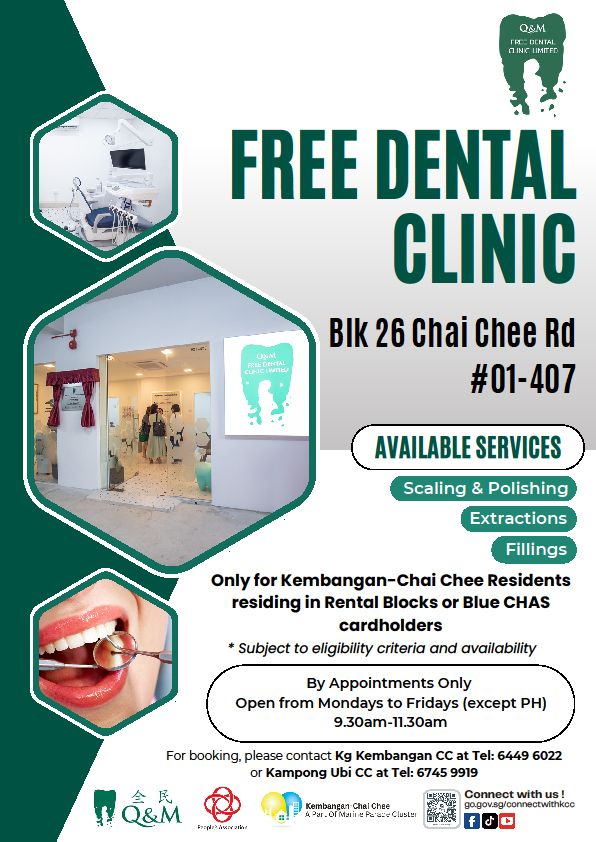 Q&M
FREE DENTAL
CLINIC LIMITED
FREE DENTAL
CLINIC
Blk 26 Chai Chee Rd
#01-407
Q&M
FREE DENTAL
CLINIC LIMITED
AVAILABLE SERVICES
Scaling & Polishing
Extractions
Fillings
Only for Kembangan-Chai Chee Residents
residing in Rental Blocks or Blue CHAS
cardholders
* Subject to eligibility criteria and availability
By Appointments Only
Open from Mondays to Fridays (except PH)
9.30am-11.30am
For booking, please contact Kg Kembangan CC at Tel: 6449 6022
or Kampong Ubi CC at Tel: 6745 9919
全民
Q&M
People's Association
Kembangan-Chai Chee
A Part Of Marine Parade Cluster
Connect with us !
go.gov.sg/connectwithkcc